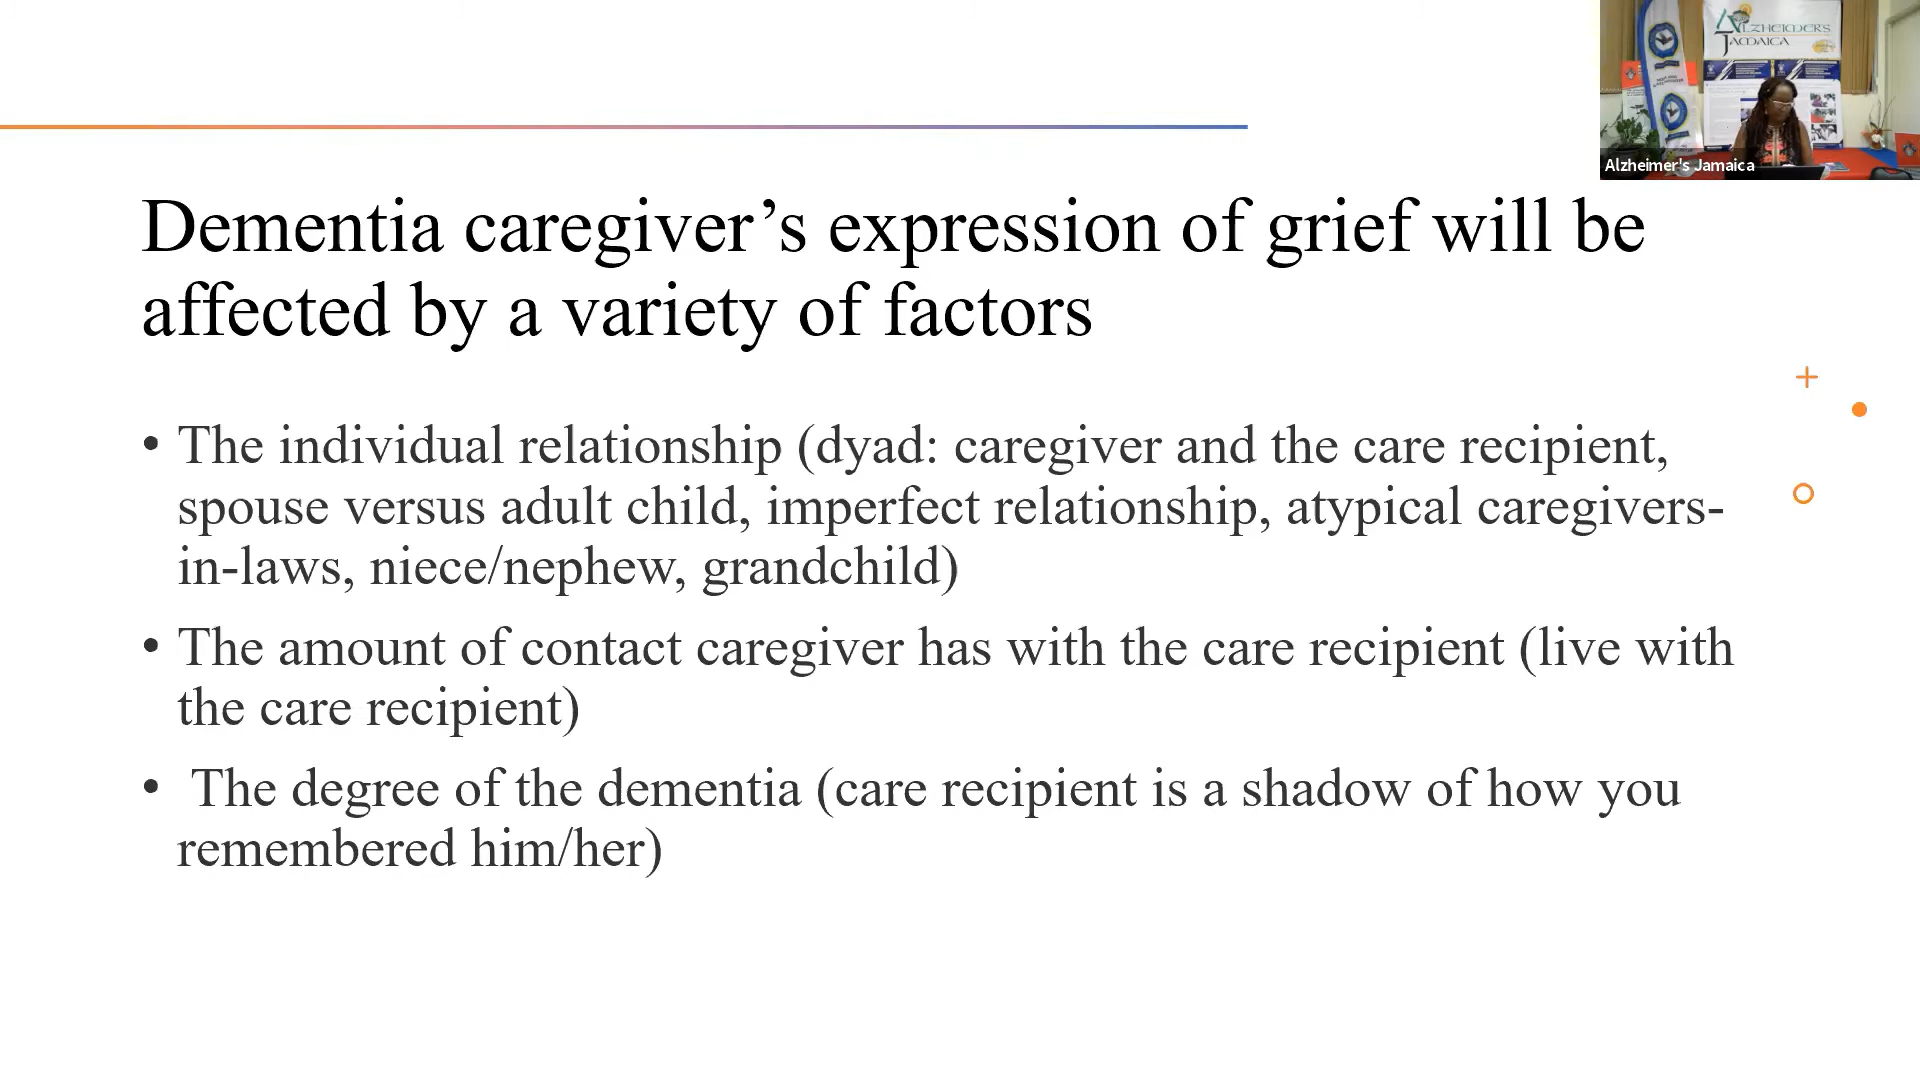 ALZHEIMER'S
JAMAICA
Alzheimer's Jamaica
Dementia caregiver’s expression of grief will be
affected by a variety of factors
• The individual relationship (dyad: caregiver and the care recipient,
spouse versus adult child, imperfect relationship, atypical caregivers-
in-laws, niece/nephew, grandchild)
• The amount of contact caregiver has with the care recipient (live with
the care recipient)
• The degree of the dementia (care recipient is a shadow of how you
remembered him/her)